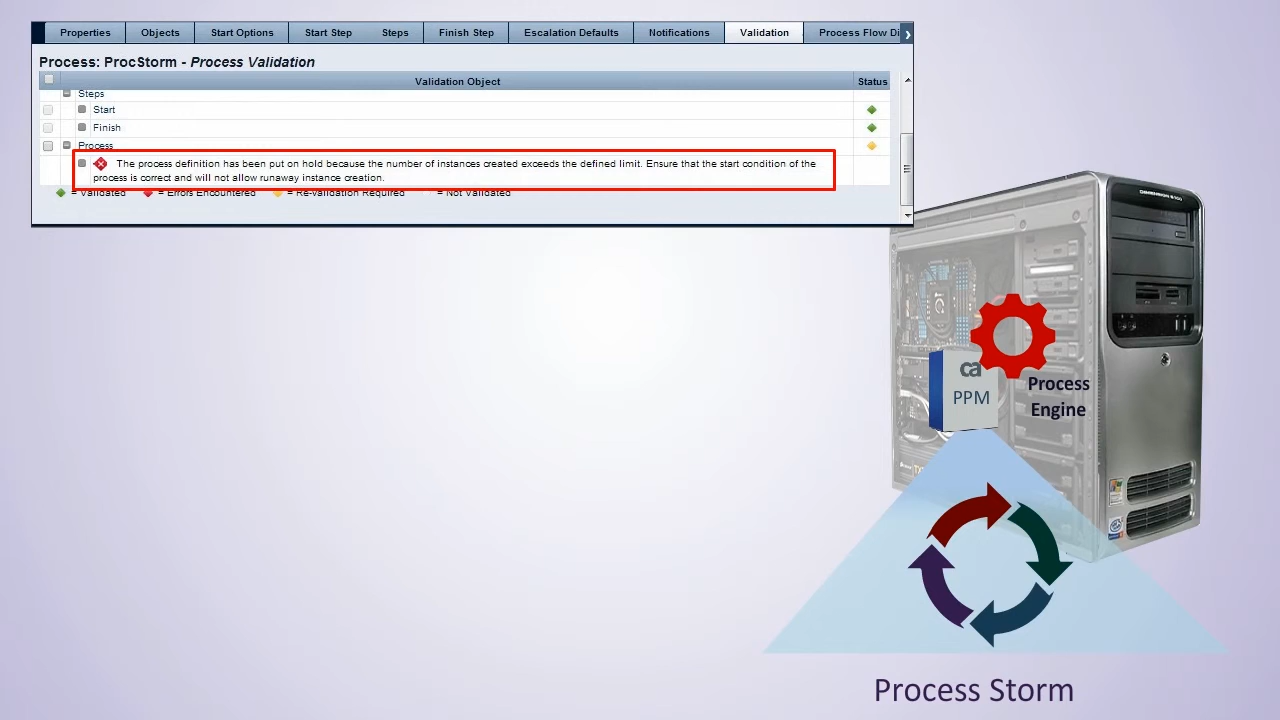 Properties Objects Start Options Start Step Steps Finish Step Escalation Defaults Notifications Validation Process Flow Di
Process: ProcStorm - Process Validation
Validation Object Status
Steps
Start
Finish
Process
The process definition has been put on hold because the number of instances created exceeds the defined limit. Ensure that the start condition of the
process is correct and will not allow runaway instance creation.
= Validated = Errors Encountered = Re-validation Required = Not Validated
DIMENSION 9100
ca
PPM
Process
Engine
Process Storm